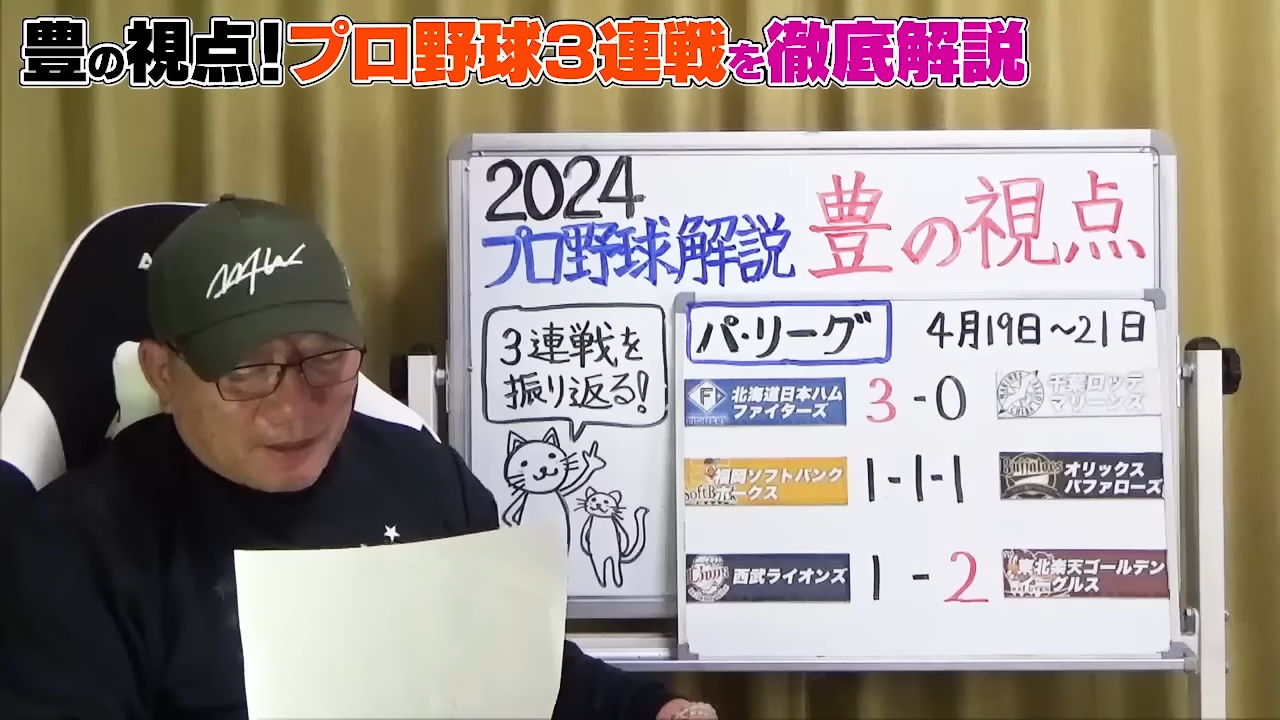 豊の視点!プロ野球3連戦を徹底解説
2024
プロ野球解説 豊の視点
3連戦を
振り返る!
パ・リーグ 4月19日〜21日
北海道日本ハム
ファイターズ
FIGHTERS
3-0
千葉ロッテ
マリーンズ
福岡ソフトバンク
ホークス
1-1-1
Buffaloes
オリックス
バファローズ
Lions
西武ライオンズ
1-2
東北楽天ゴールデン
イーグルス